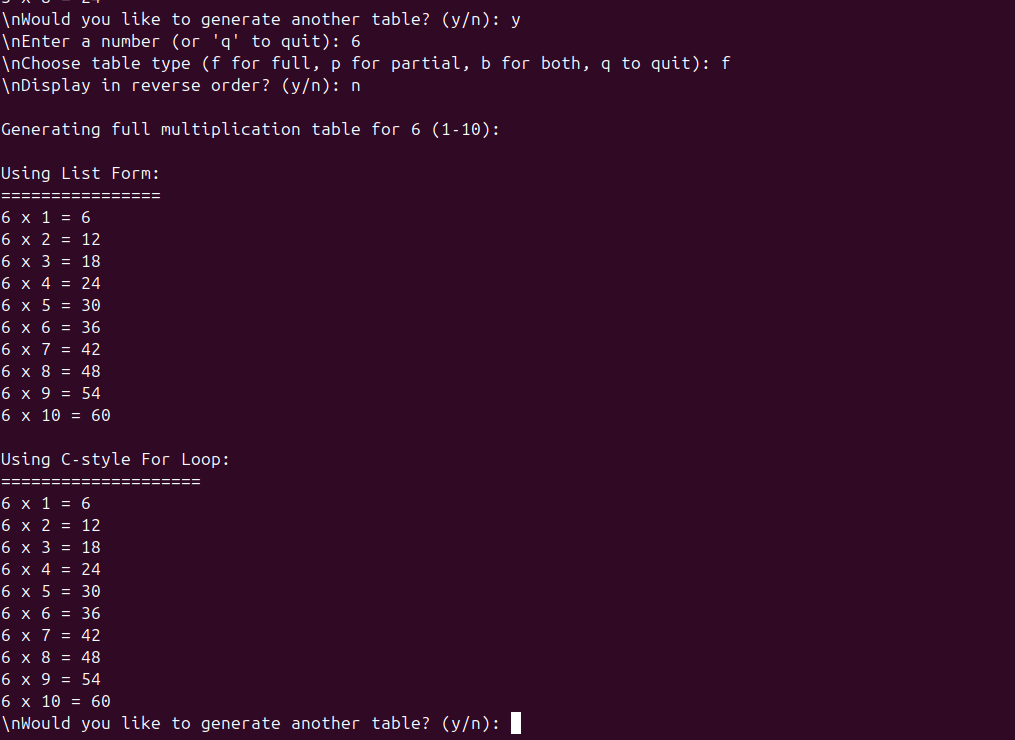 \nWould you like to generate another table? (y/n): y
\nEnter a number (or 'q' to quit): 6
\nChoose table type (f for full, p for partial, b for both, q to quit): f
\nDisplay in reverse order? (y/n): n
Generating full multiplication table for 6 (1-10):
Using List Form:
================
6 x 1 = 6
6 x 2 = 12
6 x 3 = 18
6 x 4 = 24
6 x 5 = 30
6 x 6 = 36
6 x 7 = 42
6 x 8 = 48
6 x 9 = 54
6 x 10 = 60
Using C-style For Loop:
====================
6 x 1 = 6
6 x 2 = 12
6 x 3 = 18
6 x 4 = 24
6 x 5 = 30
6 x 6 = 36
6 x 7 = 42
6 x 8 = 48
6 x 9 = 54
6 x 10 = 60
\nWould you like to generate another table? (y/n):